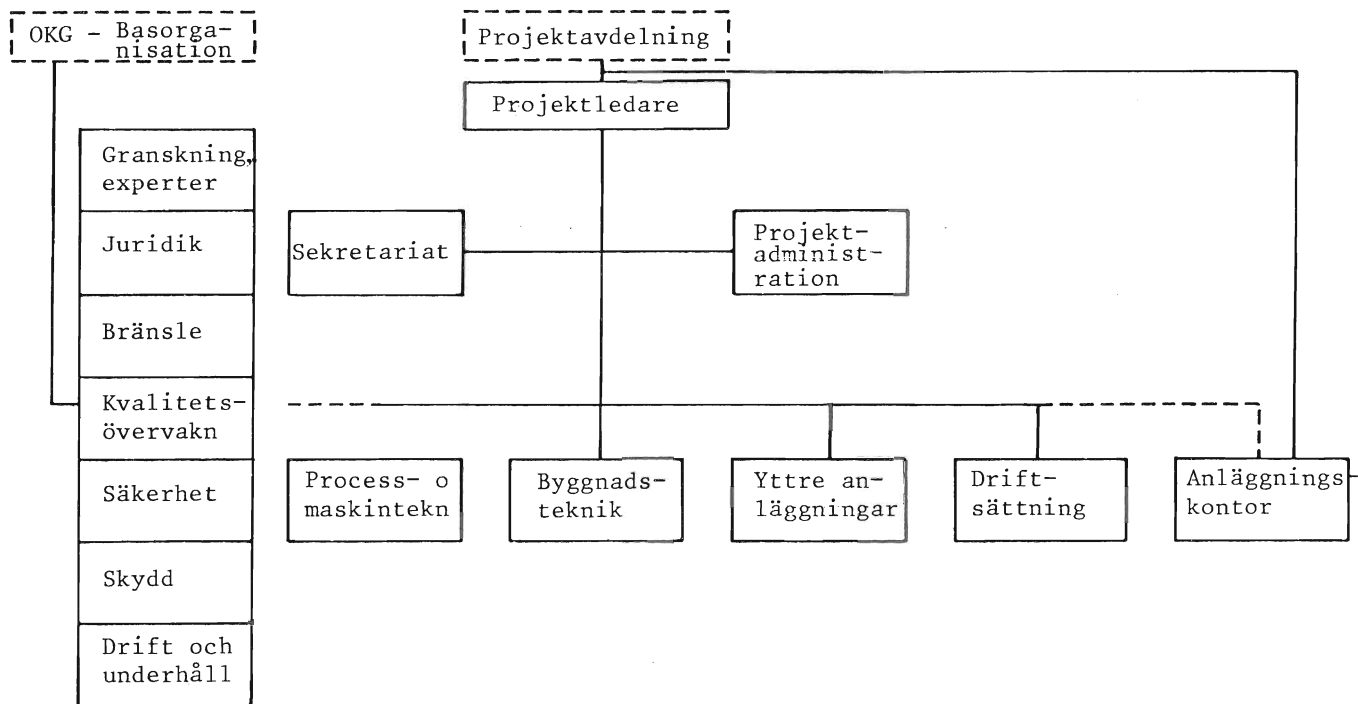 OKG - Basorga-
nisation
Projektavdelning
Projektledare
Granskning,
experter
Juridik
Bränsle
Kvalitets-
övervakn
Säkerhet
Skydd
Drift och
underhåll
Sekretariat
Projekt-
administ-
ration
Process- o
maskintekn
Byggnads-
teknik
Yttre an-
läggningar
Drift-
sättning
Anläggnings
kontor